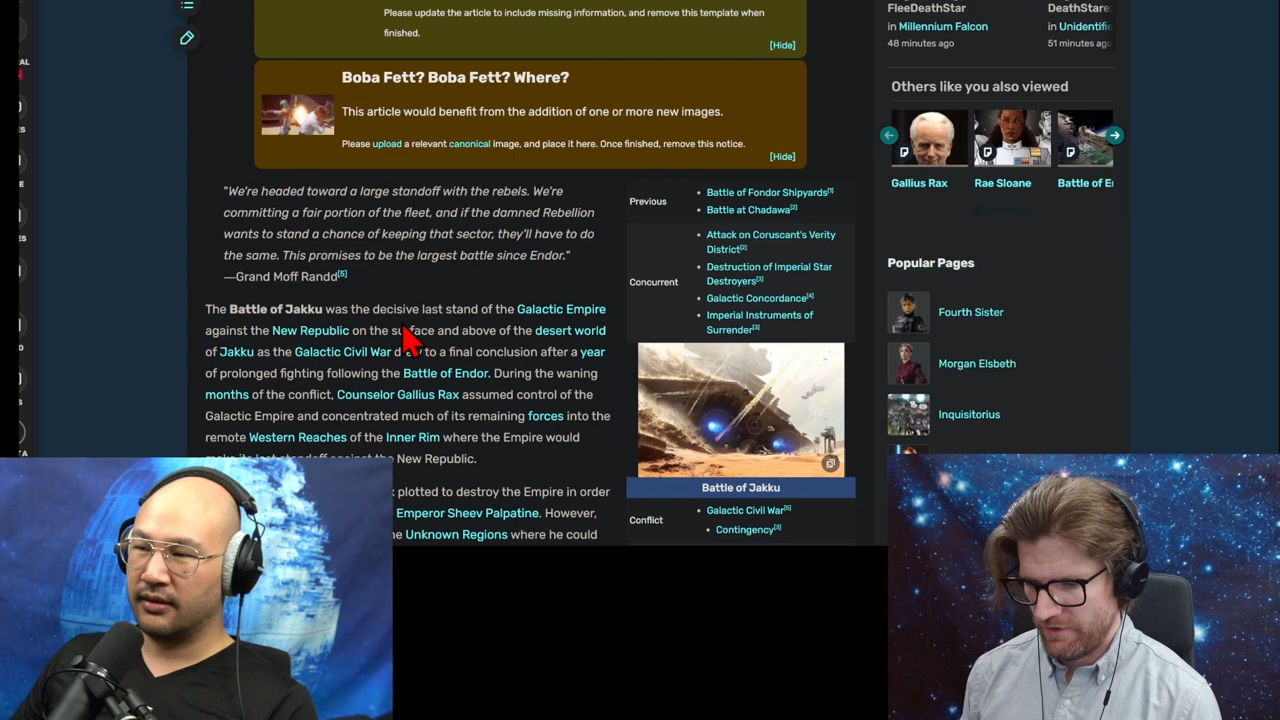 Please update the article to include missing information, and remove this template when
finished.
[Hide]
Boba Fett? Boba Fett? Where?
This article would benefit from the addition of one or more new images.
Please upload a relevant canonical image, and place it here. Once finished, remove this notice.
[Hide]
"We're headed toward a large standoff with the rebels. We're
committing a fair portion of the fleet, and if the damned Rebellion
wants to stand a chance of keeping that sector, they'll have to do
the same. This promises to be the largest battle since Endor."
—Grand Moff Randd[5]
The Battle of Jakku was the decisive last stand of the Galactic Empire
against the New Republic on the surface and above of the desert world
of Jakku as the Galactic Civil War to a final conclusion after a year
of prolonged fighting following the Battle of Endor. During the waning
months of the conflict, Counselor Gallius Rax assumed control of the
Galactic Empire and concentrated much of its remaining forces into the
remote Western Reaches of the Inner Rim where the Empire would
make its last standoff against the New Republic.
plotted to destroy the Empire in order
Emperor Sheev Palpatine. However,
Unknown Regions where he could
Previous
• Battle of Fondor Shipyards[1]
• Battle at Chadawa[2]
Concurrent
• Attack on Coruscant's Verity
District[2]
• Destruction of Imperial Star
Destroyers[3]
• Galactic Concordance[4]
• Imperial Instruments of
Surrender[3]
Battle of Jakku
Conflict
• Galactic Civil War[5]
• Contingency[3]
FleeDeathStar
in Millennium Falcon
48 minutes ago
DeathStare
in Unidentifie
51 minutes ago
Others like you also viewed
Gallius Rax
Rae Sloane
Battle of E
Popular Pages
Fourth Sister
Morgan Elsbeth
Inquisitorius